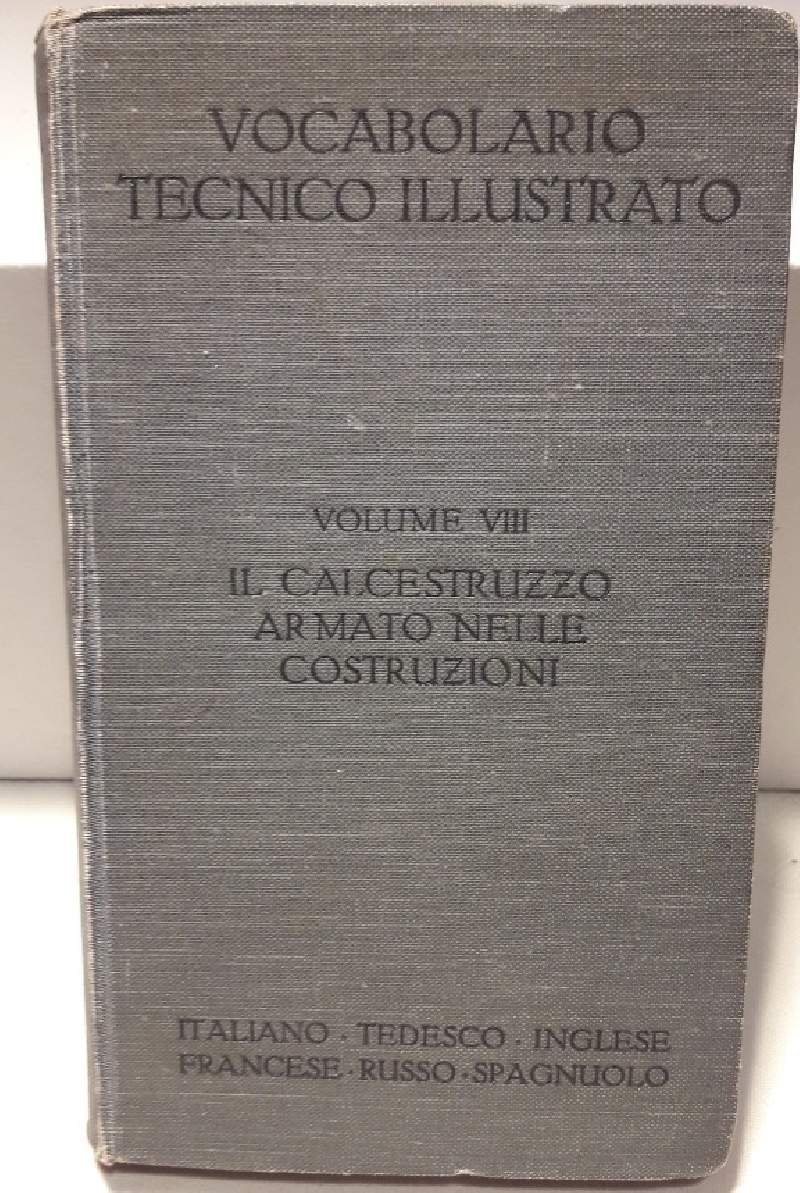 VOCABOLARIO
TECNICO ILLUSTRATO
VOLUME VIII
IL CALCESTRUZZO
ARMATO NELLE
COSTRUZIONI
ITALIANO · TEDESCO · INGLESE
FRANCESE · RUSSO · SPAGNUOLO